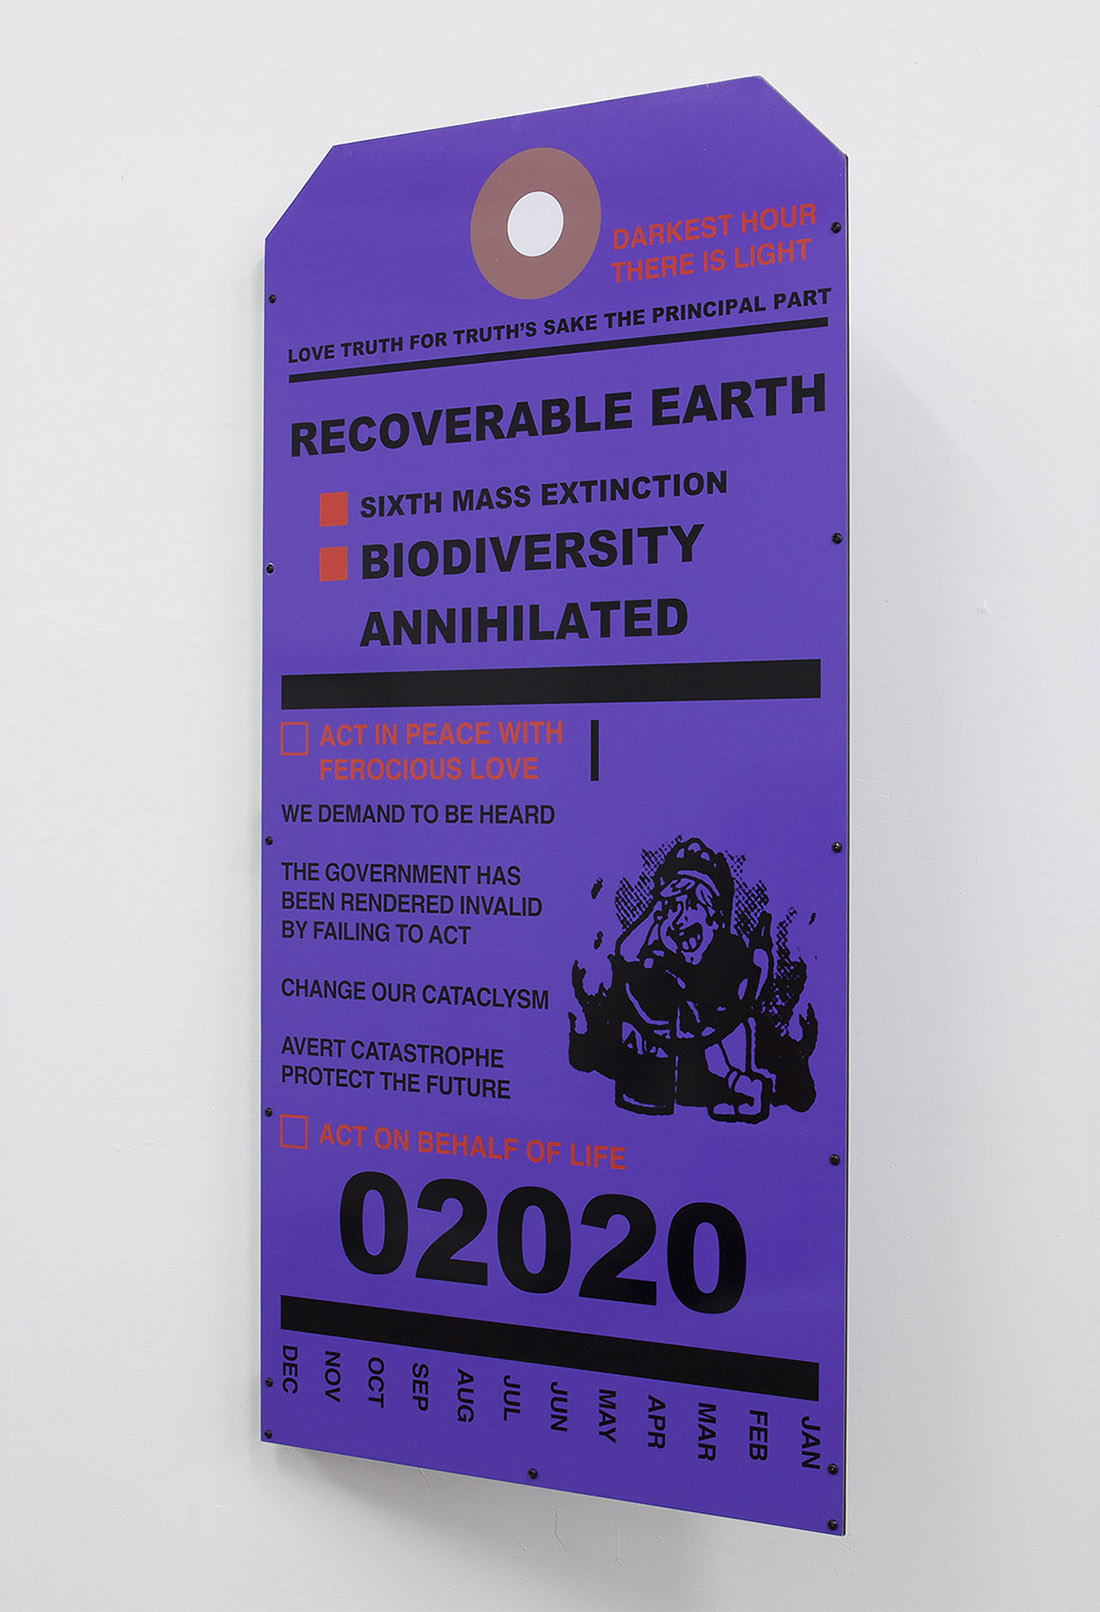 DARKEST HOUR
THERE IS LIGHT
LOVE TRUTH FOR TRUTH'S SAKE THE PRINCIPAL PART
RECOVERABLE EARTH
SIXTH MASS EXTINCTION
BIODIVERSITY
ANNIHILATED
ACT IN PEACE WITH
FEROCIOUS LOVE
WE DEMAND TO BE HEARD
THE GOVERNMENT HAS
BEEN RENDERED INVALID
BY FAILING TO ACT
CHANGE OUR CATACLYSM
AVERT CATASTROPHE
PROTECT THE FUTURE
ACT ON BEHALF OF LIFE
02020
DEC NOV OCT SEP AUG JUL JUN MAY APR MAR FEB JAN